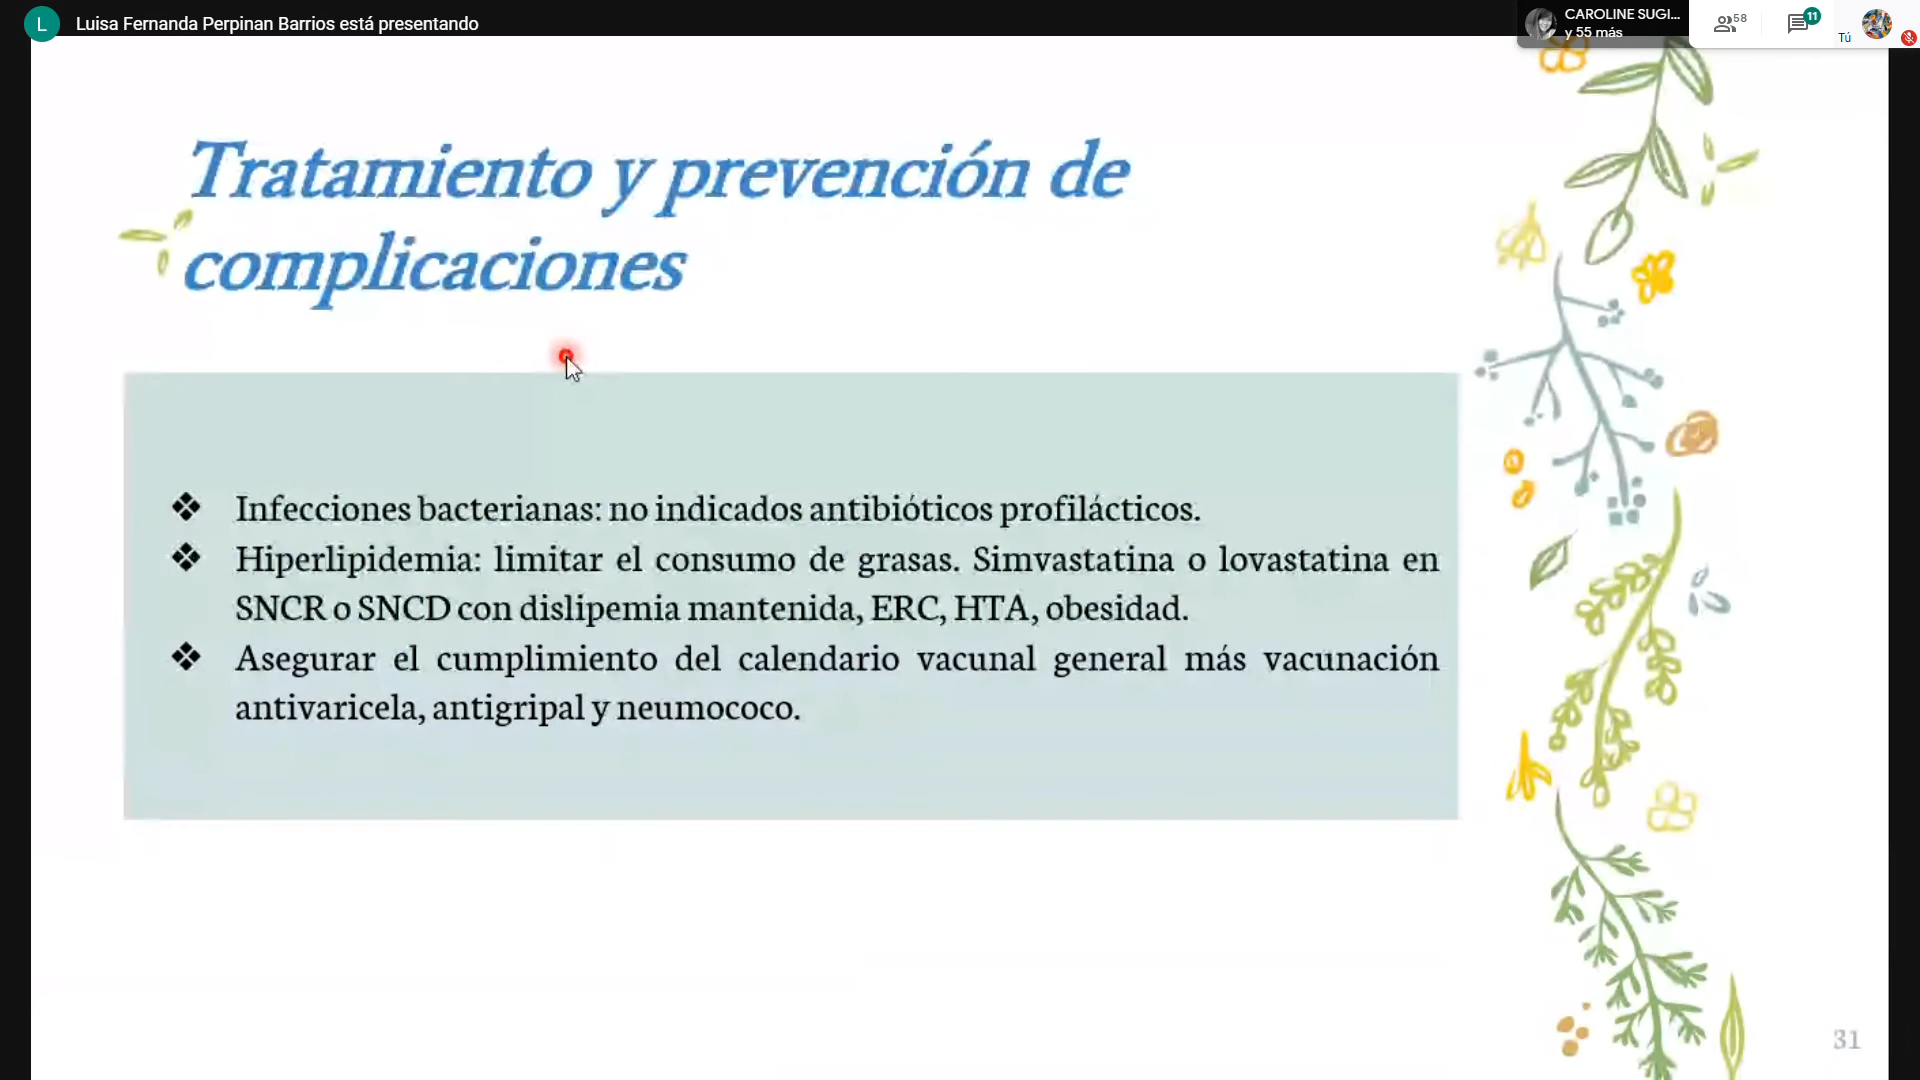 L
Luisa Fernanda Perpinan Barrios está presentando
CAROLINE SUGI...
y 55 más
58
11
Tú
Tratamiento y prevención de
complicaciones
❖ Infecciones bacterianas: no indicados antibióticos profilácticos.
❖ Hiperlipidemia: limitar el consumo de grasas. Simvastatina o lovastatina en
SNCR o SNCD con dislipemia mantenida, ERC, HTA, obesidad.
❖ Asegurar el cumplimiento del calendario vacunal general más vacunación
antivaricela, antigripal y neumococo.
31